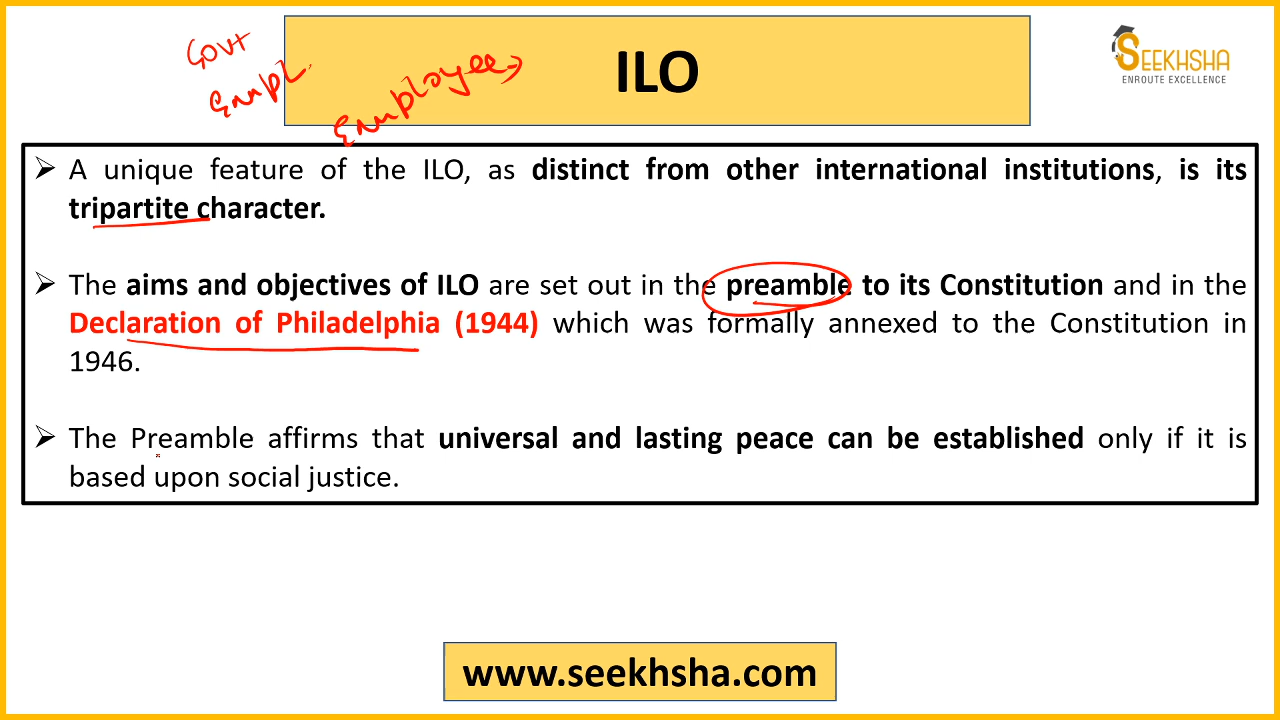 Govt
Empl.
Employees
ILO
SEEKHSHA
ENROUTE EXCELLENCE
➢ A unique feature of the ILO, as distinct from other international institutions, is its
tripartite character.
➢ The aims and objectives of ILO are set out in the preamble to its Constitution and in the
Declaration of Philadelphia (1944) which was formally annexed to the Constitution in
1946.
➢ The Preamble affirms that universal and lasting peace can be established only if it is
based upon social justice.
www.seekhsha.com